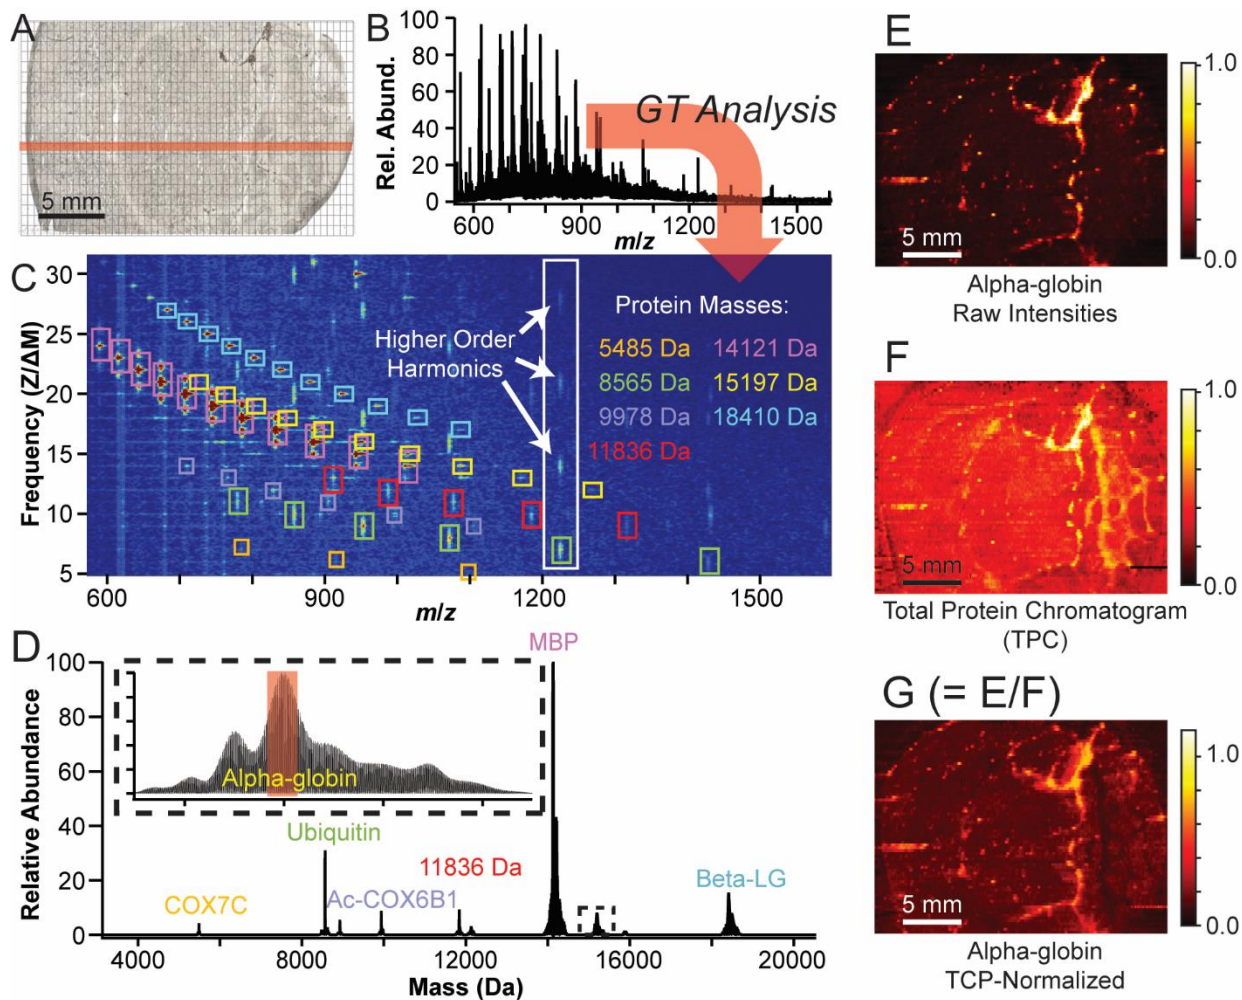 A
5 mm
B
Rel. Abund.
100
80
60
40
20
0
600
900
1200
1500
m/z
GT Analysis
C
Frequency (Z/ΔM)
30
25
20
15
10
5
Higher Order
Harmonics
Protein Masses:
5485 Da 14121 Da
8565 Da 15197 Da
9978 Da 18410 Da
11836 Da
600
900
1200
1500
m/z
D
Relative Abundance
100
80
60
40
20
0
MBP
Alpha-globin
Ubiquitin
11836 Da
Ac-COX6B1
COX7C
Beta-LG
4000
8000
12000
16000
20000
Mass (Da)
E
1.0
0.0
5 mm
Alpha-globin
Raw Intensities
F
1.0
0.0
5 mm
Total Protein Chromatogram
(TPC)
G (= E/F)
1.0
0.0
5 mm
Alpha-globin
TCP-Normalized